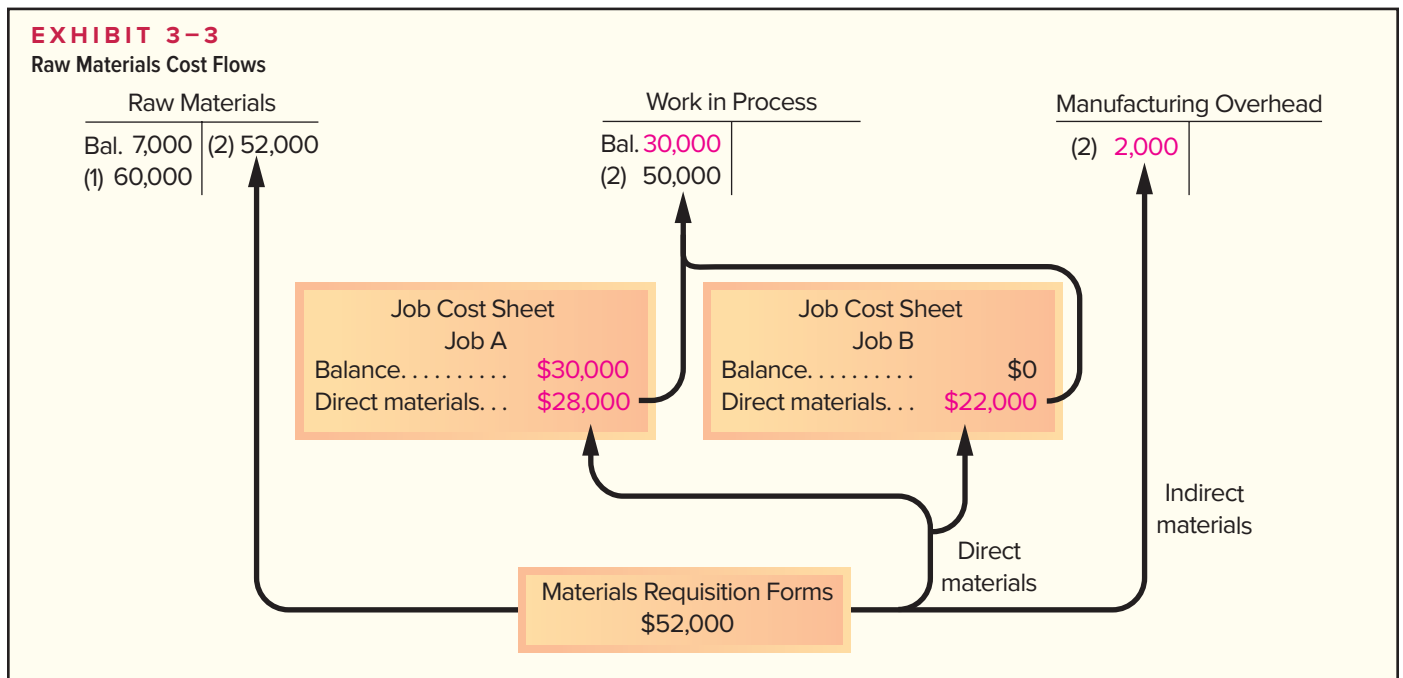 EXHIBIT 3–3
Raw Materials Cost Flows
Raw Materials
Bal. 7,000 (2) 52,000
(1) 60,000
Work in Process
Bal. 30,000
(2) 50,000
Manufacturing Overhead
(2) 2,000
Job Cost Sheet
Job A
Balance.......... $30,000
Direct materials... $28,000
Job Cost Sheet
Job B
Balance.......... $0
Direct materials... $22,000
Indirect
materials
Direct
materials
Materials Requisition Forms
$52,000